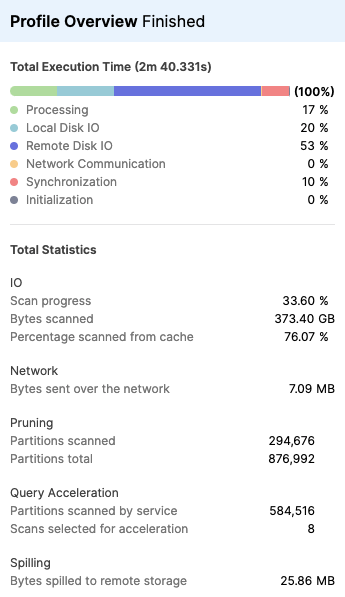 Profile Overview Finished
Total Execution Time (2m 40.331s)
(100%)
Processing 17 %
Local Disk IO 20 %
Remote Disk IO 53 %
Network Communication 0 %
Synchronization 10 %
Initialization 0 %
Total Statistics
IO
Scan progress 33.60 %
Bytes scanned 373.40 GB
Percentage scanned from cache 76.07 %
Network
Bytes sent over the network 7.09 MB
Pruning
Partitions scanned 294,676
Partitions total 876,992
Query Acceleration
Partitions scanned by service 584,516
Scans selected for acceleration 8
Spilling
Bytes spilled to remote storage 25.86 MB